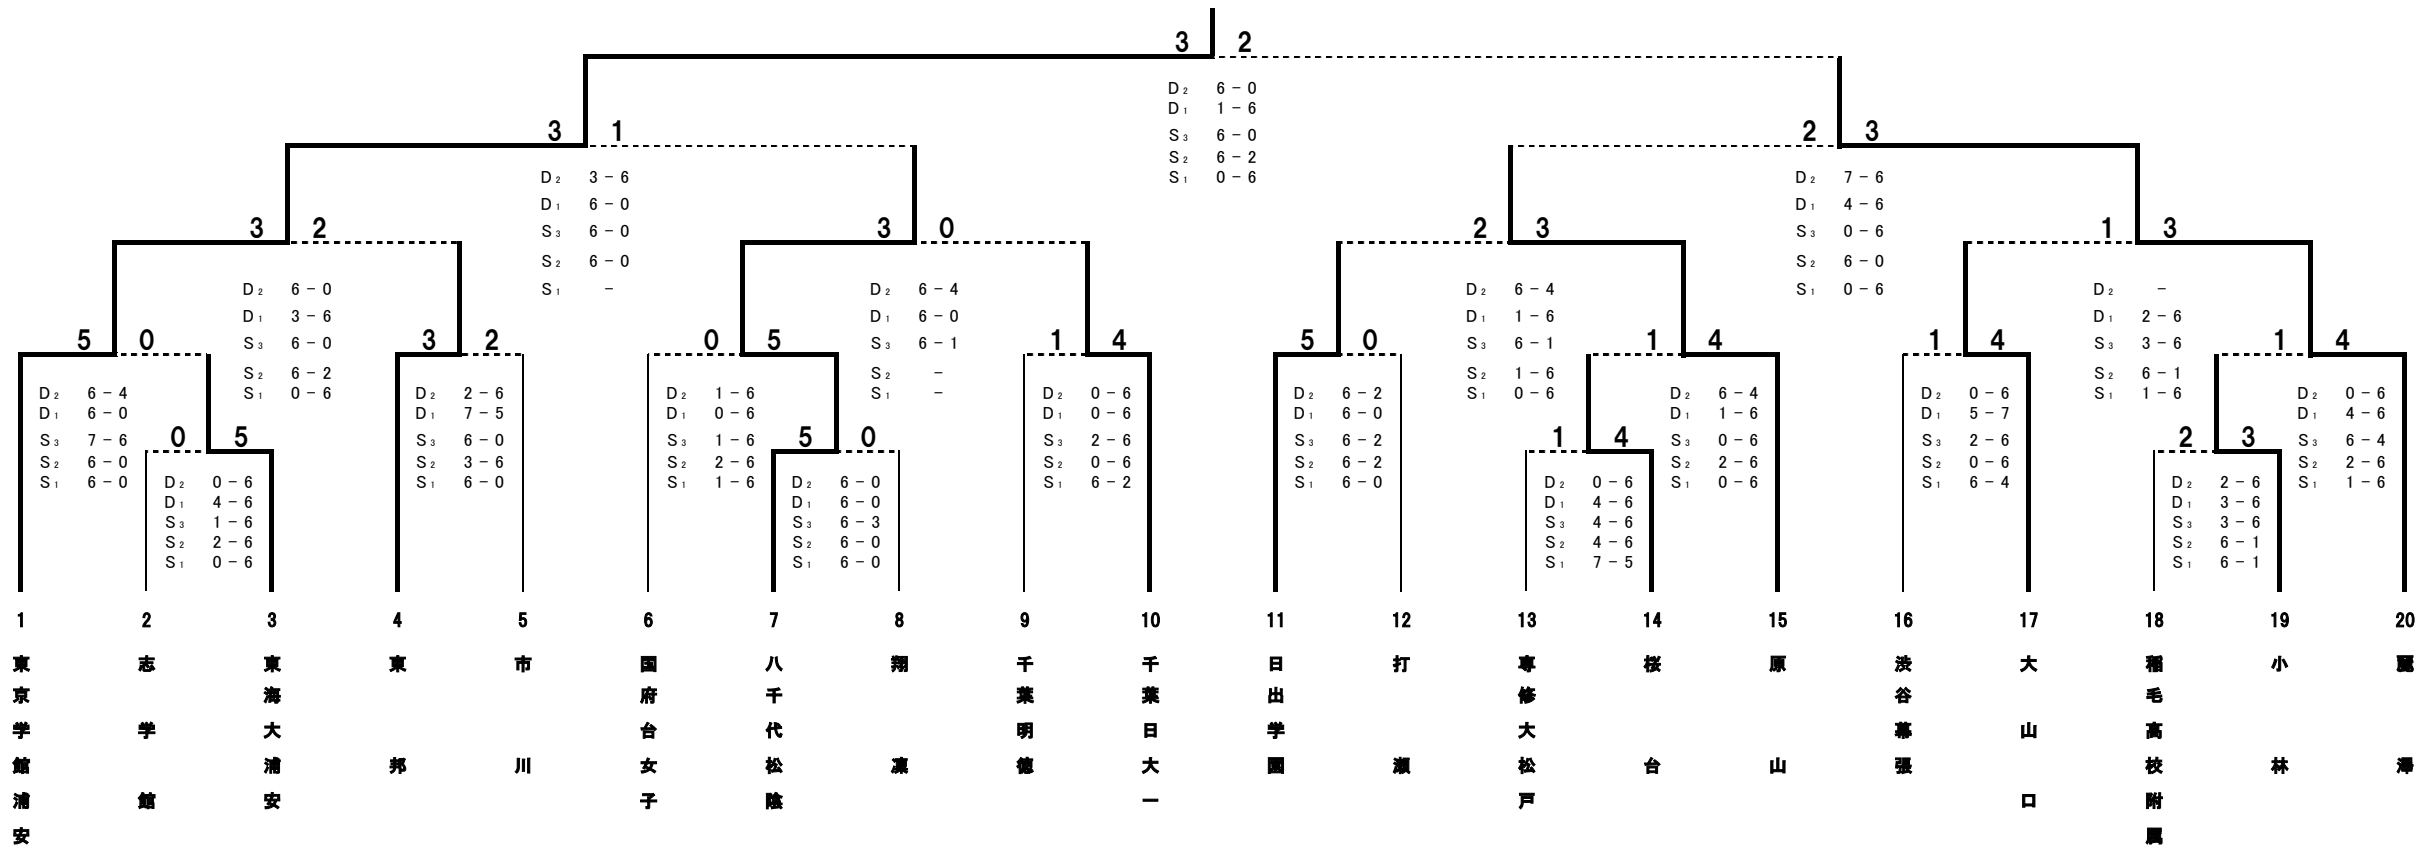 3 2
D₂ 6-0
D₁ 1-6
S₃ 6-0
S₂ 6-2
S₁ 0-6
3 1
D₂ 3-6
D₁ 6-0
S₃ 6-0
S₂ 6-0
S₁ -
2 3
D₂ 7-6
D₁ 4-6
S₃ 0-6
S₂ 6-0
S₁ 0-6
3 2
D₂ 6-0
D₁ 3-6
S₃ 6-0
S₂ 6-2
S₁ 0-6
3 0
D₂ 6-4
D₁ 6-0
S₃ 6-1
S₂ -
S₁ -
2 3
D₂ 6-4
D₁ 1-6
S₃ 6-1
S₂ 1-6
S₁ 0-6
1 3
D₂ -
D₁ 2-6
S₃ 3-6
S₂ 6-1
S₁ 1-6
5 0
D₂ 6-4
D₁ 6-0
S₃ 7-6
S₂ 6-0
S₁ 6-0
3 2
D₂ 2-6
D₁ 7-5
S₃ 6-0
S₂ 3-6
S₁ 6-0
0 5
D₂ 1-6
D₁ 0-6
S₃ 1-6
S₂ 2-6
S₁ 1-6
1 4
D₂ 0-6
D₁ 0-6
S₃ 2-6
S₂ 0-6
S₁ 6-2
5 0
D₂ 6-2
D₁ 6-0
S₃ 6-2
S₂ 6-2
S₁ 6-0
1 4
D₂ 6-4
D₁ 1-6
S₃ 0-6
S₂ 2-6
S₁ 0-6
1 4
D₂ 0-6
D₁ 5-7
S₃ 2-6
S₂ 0-6
S₁ 6-4
1 4
D₂ 0-6
D₁ 4-6
S₃ 6-4
S₂ 2-6
S₁ 1-6
0 5
D₂ 0-6
D₁ 4-6
S₃ 1-6
S₂ 2-6
S₁ 0-6
5 0
D₂ 6-0
D₁ 6-0
S₃ 6-3
S₂ 6-0
S₁ 6-0
1 4
D₂ 0-6
D₁ 4-6
S₃ 4-6
S₂ 4-6
S₁ 7-5
2 3
D₂ 2-6
D₁ 3-6
S₃ 3-6
S₂ 6-1
S₁ 6-1
1 東京学館浦安
2 志学館
3 東海大浦安
4 東邦
5 市川
6 国府台女子
7 八千代松陰
8 翔凜
9 千葉明徳
10 千葉日大一
11 日出学園
12 打瀬
13 専修大松戸
14 桜台
15 原山
16 渋谷幕張
17 大山口
18 稲毛高校附属
19 小林
20 麗澤